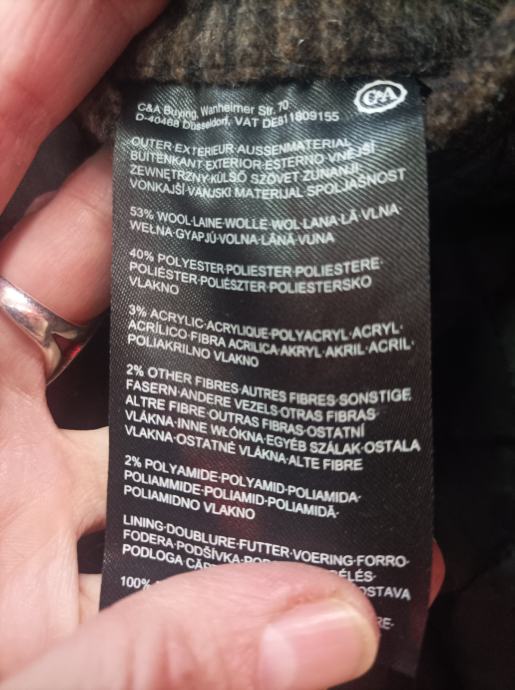 C&A
C&A Buying, Wanheimer Str. 70
D-40468 Düsseldorf, VAT DE811809155
OUTER·EXTERIEUR·AUSSENMATERIAL
BUITENKANT·EXTERIOR·ESTERNO VNĚJŠÍ
ZEWNĘTRZNY·KÜLSŐ SZÖVET ZUNANJI
VONKAJŠÍ·VANJSKI MATERIJAL SPOLJAŠNOST
53% WOOL·LAINE·WOLLE·WOL·LANA·LÃ·VLNA·
WEŁNA·GYAPJÚ·VOLNA·LÂNĂ·VUNA
40% POLYESTER·POLIESTER·POLIESTERE·
POLIÉSTER·POLIÉSZTER·POLIESTERSKO
VLAKNO
3% ACRYLIC·ACRYLIQUE·POLYACRYL·ACRYL·
ACRÍLICO·FIBRA ACRILICA·AKRYL·AKRIL·ACRIL·
POLIAKRILNO VLAKNO
2% OTHER FIBRES·AUTRES FIBRES·SONSTIGE
FASERN·ANDERE VEZELS·OTRAS FIBRAS·
ALTRE FIBRE·OUTRAS FIBRAS·OSTATNÍ
VLÁKNA·INNE WŁÓKNA·EGYÉB SZÁLAK·OSTALA
VLAKNA·OSTATNÉ VLÁKNA·ALTE FIBRE
2% POLYAMIDE·POLYAMID·POLIAMIDA·
POLIAMMIDE·POLIAMID·POLIAMIDĂ·
POLIAMIDNO VLAKNO
LINING·DOUBLURE·FUTTER·VOERING·FORRO·
FODERA·PODŠÍVKA·
PODLOGA
100%